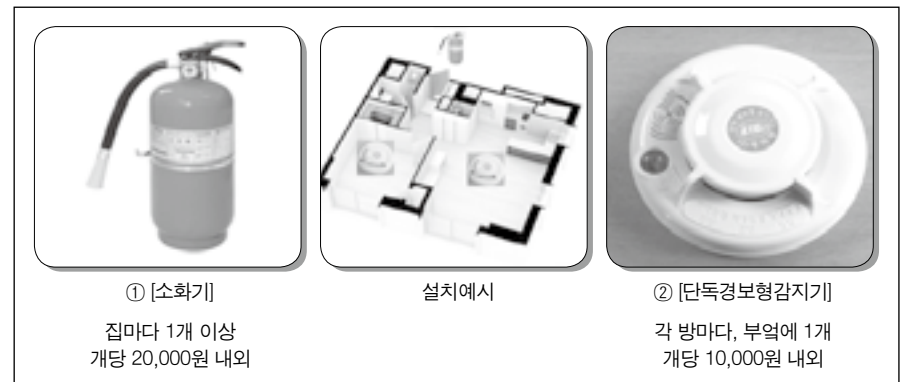 ① [소화기]
설치예시
② [단독경보형감지기]
집마다 1개 이상
개당 20,000원 내외
각 방마다, 부엌에 1개
개당 10,000원 내외